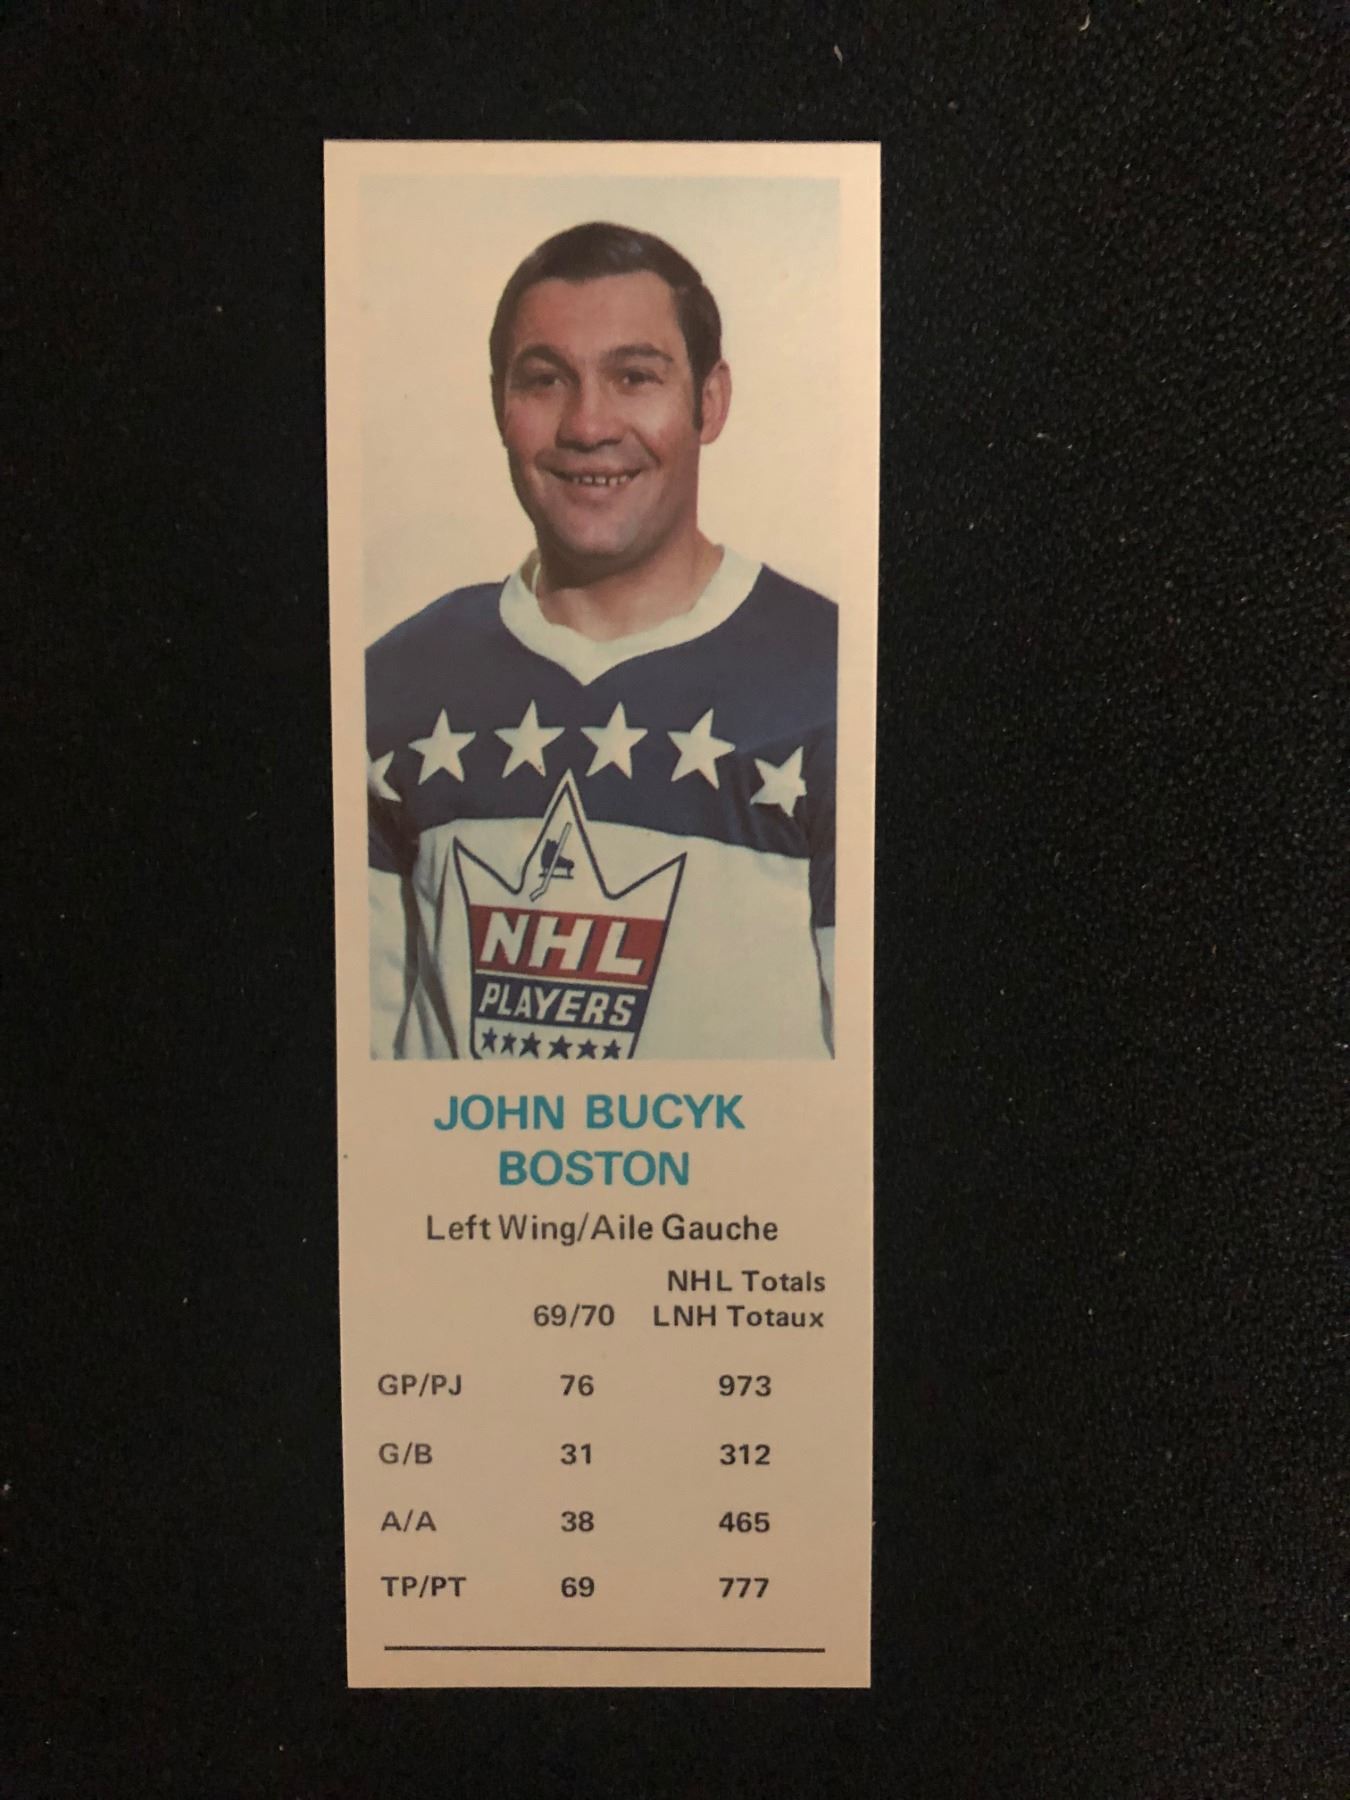 NHL
PLAYERS
JOHN BUCYK
BOSTON
Left Wing/Aile Gauche
NHL Totals
69/70 LNH Totaux
GP/PJ 76 973
G/B 31 312
A/A 38 465
TP/PT 69 777